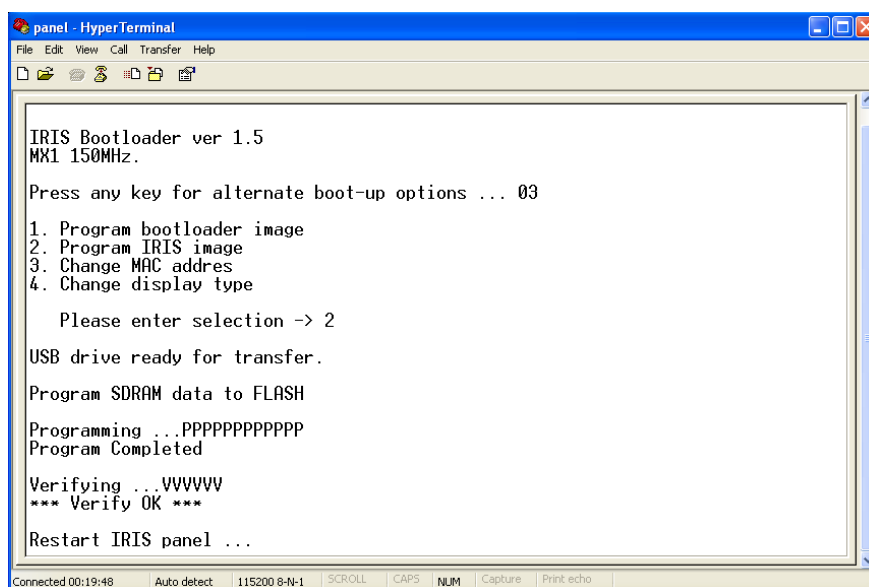 panel - HyperTerminal
File Edit View Call Transfer Help
IRIS Bootloader ver 1.5
MX1 150MHz.
Press any key for alternate boot-up options ... 03
1. Program bootloader image
2. Program IRIS image
3. Change MAC addres
4. Change display type
Please enter selection -> 2
USB drive ready for transfer.
Program SDRAM data to FLASH
Programming ...PPPPPPPPPPPP
Program Completed
Verifying ...VVVVVV
*** Verify OK ***
Restart IRIS panel ...
Connected 00:19:48 Auto detect 115200 8-N-1 SCROLL CAPS NUM Capture Print echo